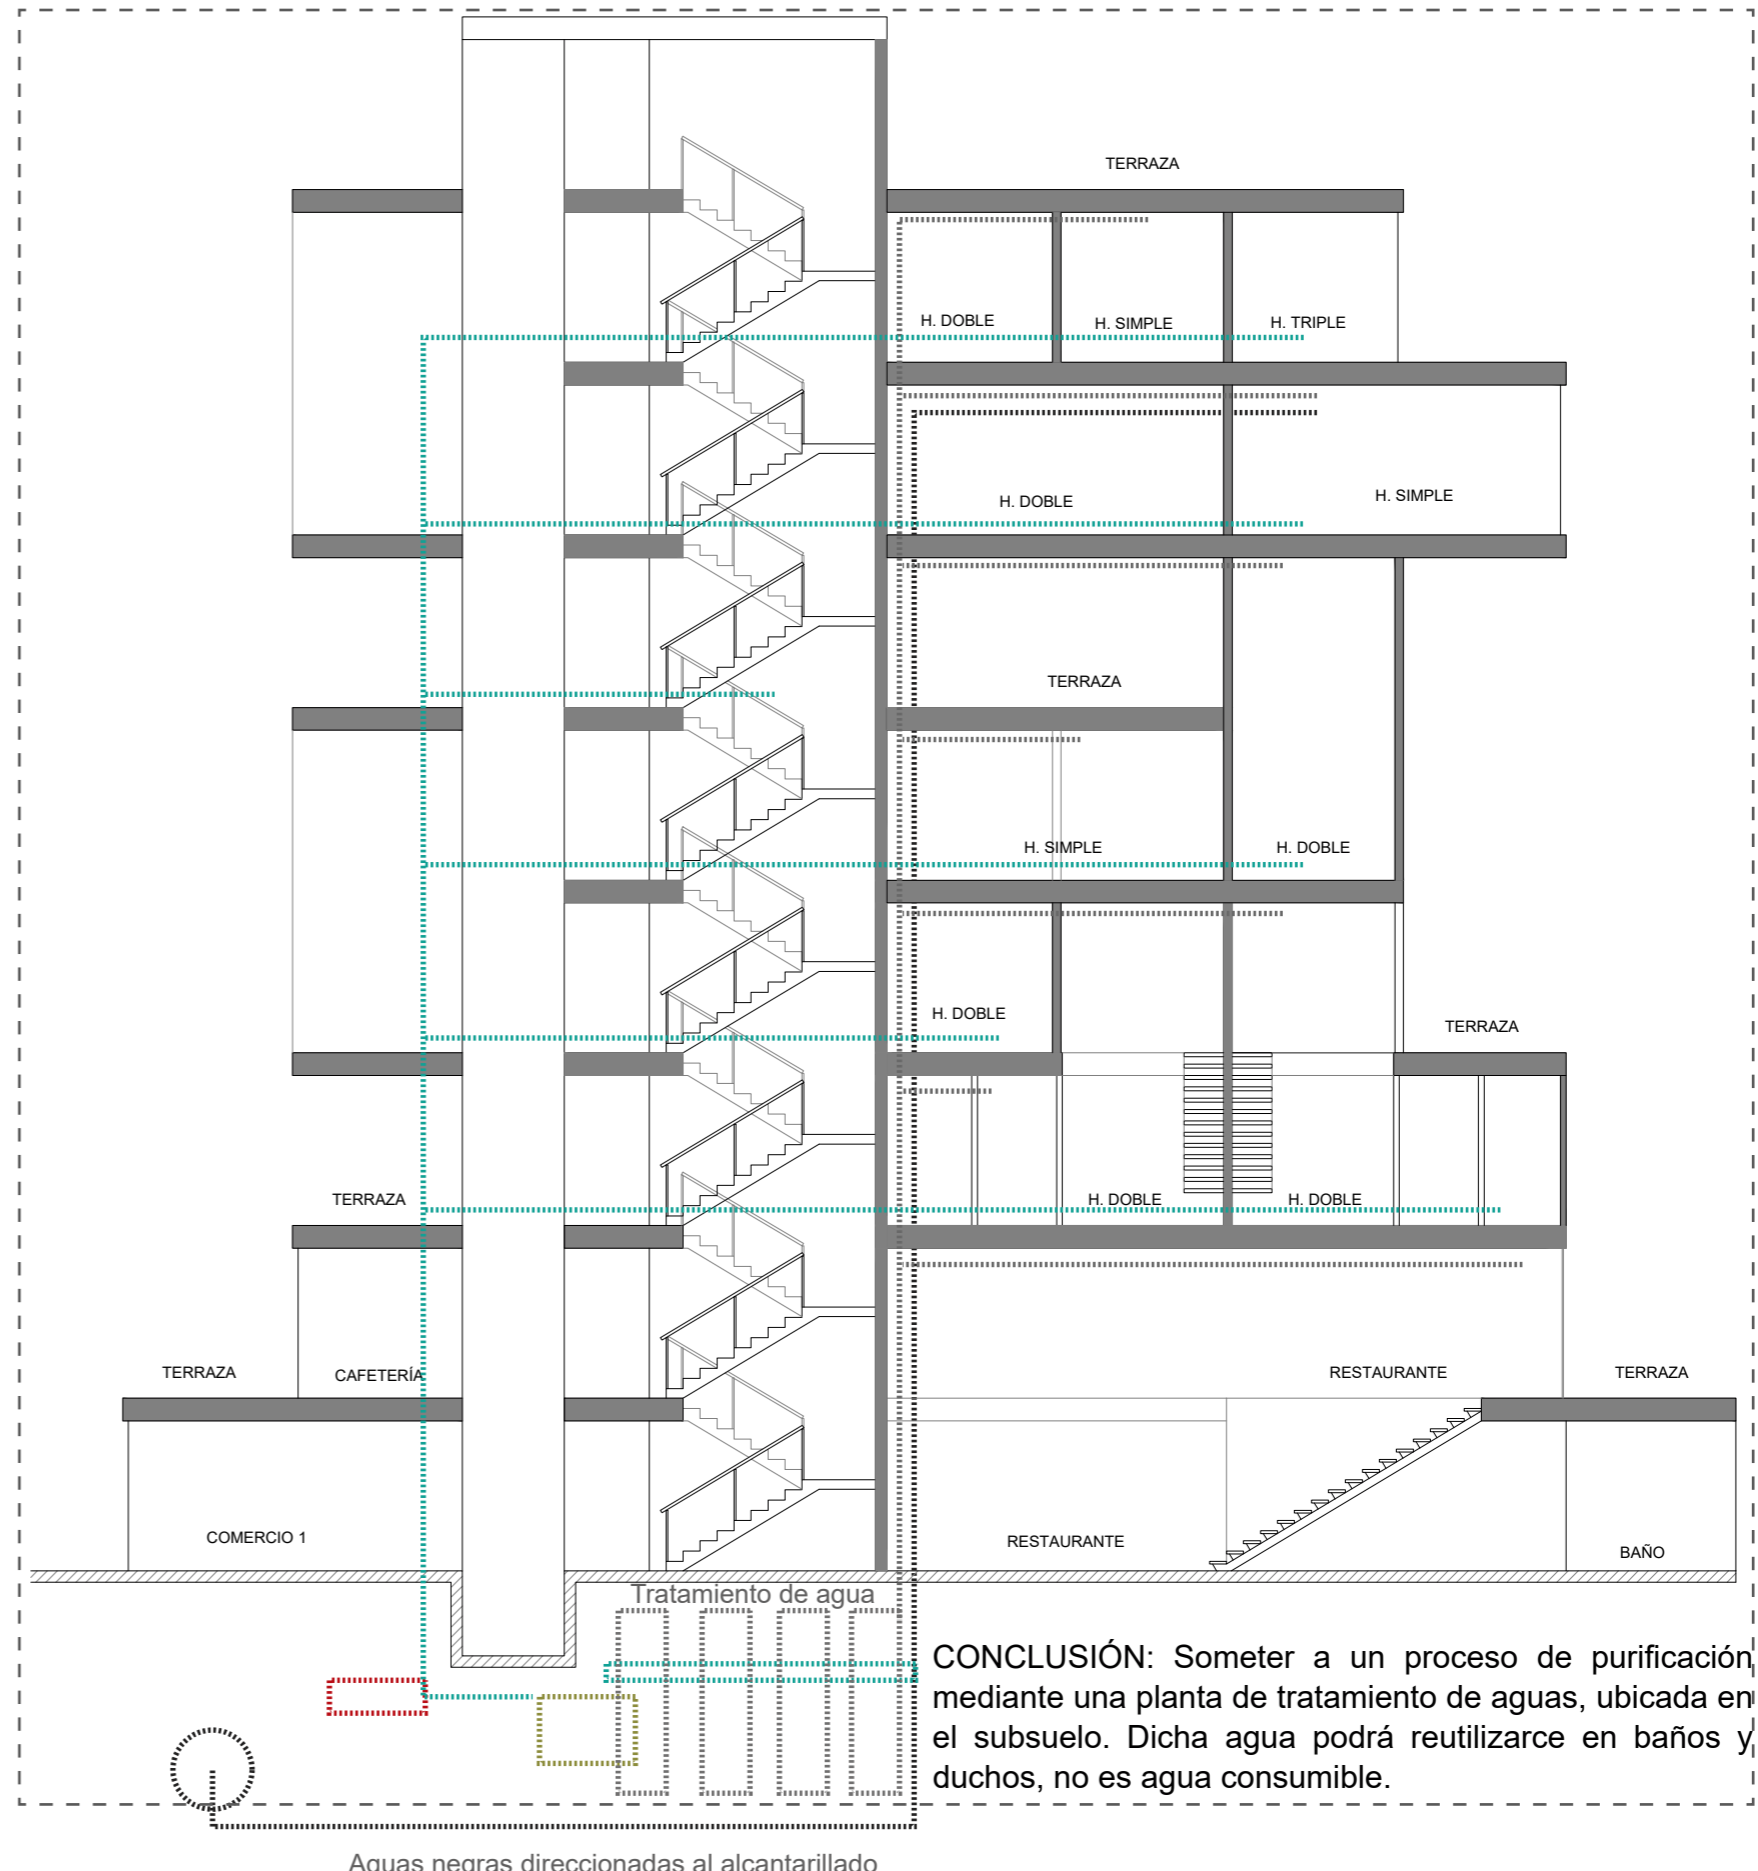 TERRAZA
H. DOBLE
H. SIMPLE
H. TRIPLE
H. DOBLE
H. SIMPLE
TERRAZA
H. SIMPLE
H. DOBLE
H. DOBLE
TERRAZA
TERRAZA
H. DOBLE
H. DOBLE
TERRAZA
CAFETERÍA
RESTAURANTE
TERRAZA
COMERCIO 1
RESTAURANTE
BAÑO
Tratamiento de agua
CONCLUSIÓN: Someter a un proceso de purificación
mediante una planta de tratamiento de aguas, ubicada en
el subsuelo. Dicha agua podrá reutilizarce en baños y
duchos, no es agua consumible.
Aguas negras direccionadas al alcantarillado